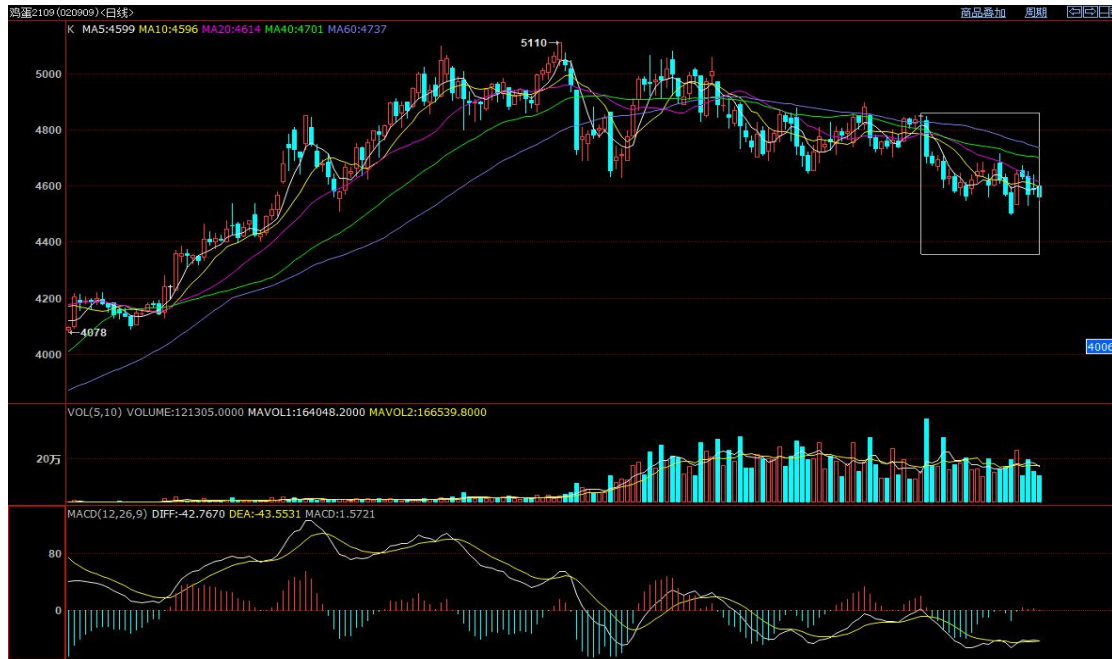 鸡蛋2109(020909)<日线> 商品叠加 周期
K MA5:4599 MA10:4596 MA20:4614 MA40:4701 MA60:4737
5110
5000
4800
4600
4400
4200
4078
4000
4006
VOL(5,10) VOLUME:121305.0000 MAVOL1:164048.2000 MAVOL2:166539.8000
20万
MACD(12,26,9) DIFF:-42.7670 DEA:-43.5531 MACD:1.5721
80
0